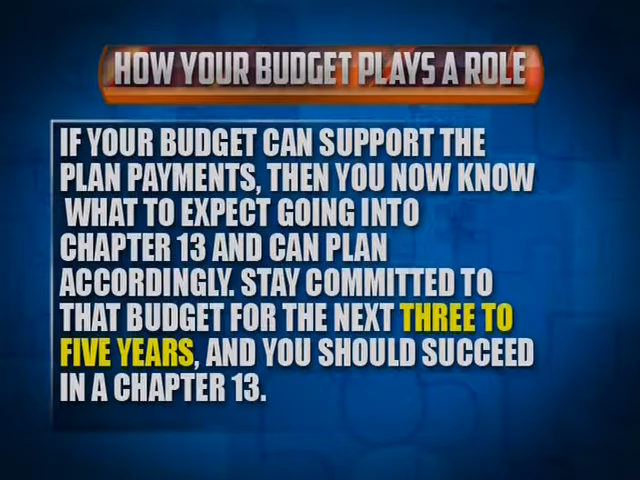 HOW YOUR BUDGET PLAYS A ROLE
IF YOUR BUDGET CAN SUPPORT THE
PLAN PAYMENTS, THEN YOU NOW KNOW
WHAT TO EXPECT GOING INTO
CHAPTER 13 AND CAN PLAN
ACCORDINGLY. STAY COMMITTED TO
THAT BUDGET FOR THE NEXT THREE TO
FIVE YEARS, AND YOU SHOULD SUCCEED
IN A CHAPTER 13.